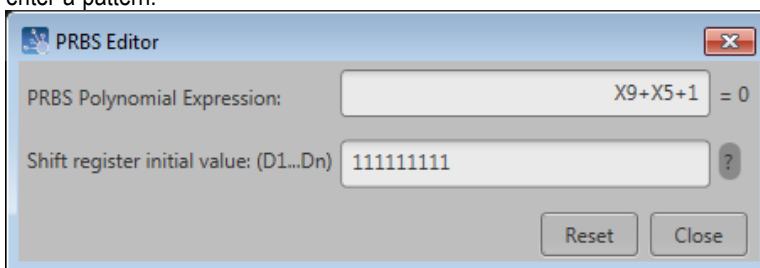 enter a pattern.
PRBS Editor
PRBS Polynomial Expression: X9+X5+1 = 0
Shift register initial value: (D1...Dn) 111111111 ?
Reset Close